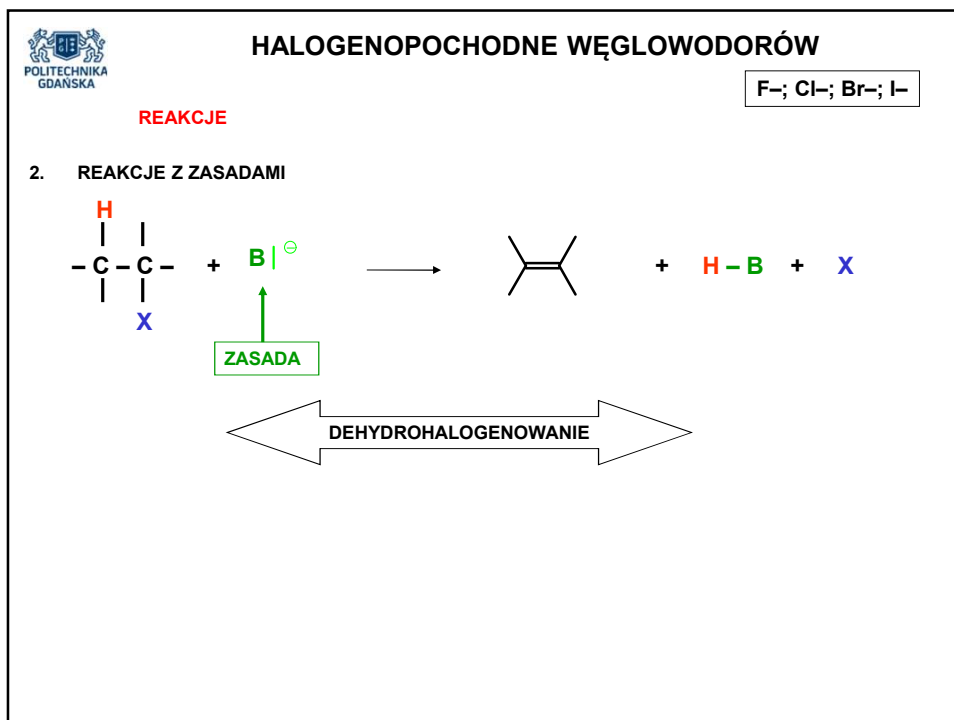 POLITECHNIKA
GDAŃSKA
HALOGENOPOCHODNE WĘGLOWODORÓW
F–; Cl–; Br–; I–
REAKCJE
2. REAKCJE Z ZASADAMI
H
– C – C – + B| ⊖ + H – B + X
X
ZASADA
DEHYDROHALOGENOWANIE